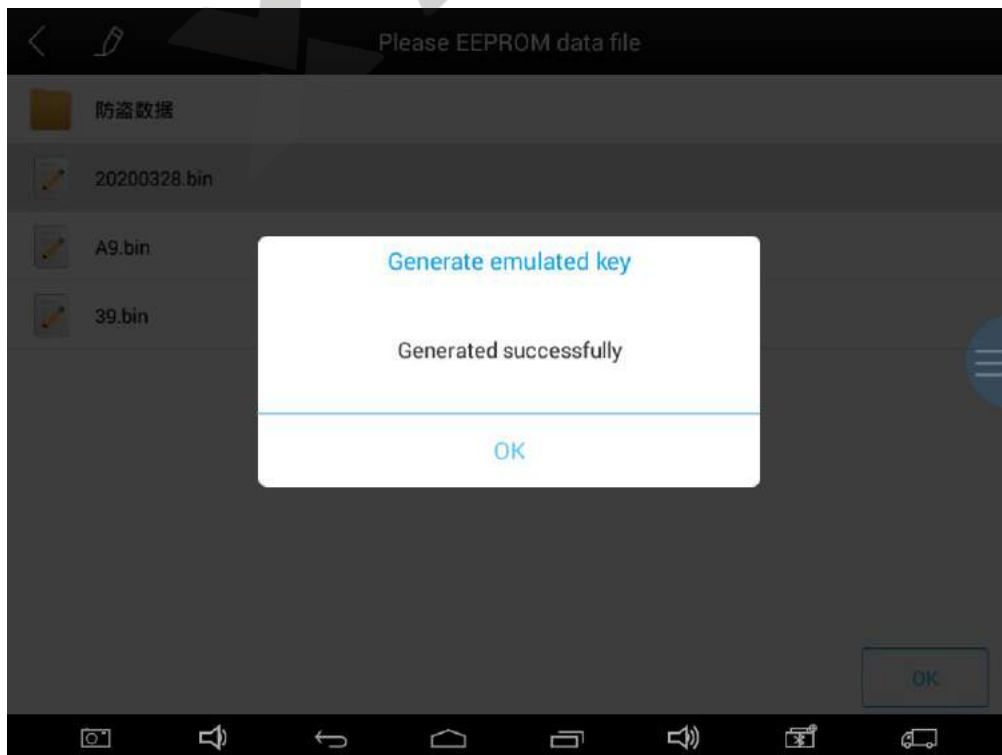 Please EEPROM data file
防盗数据
20200328.bin
A9.bin
39.bin
Generate emulated key
Generated successfully
OK
OK